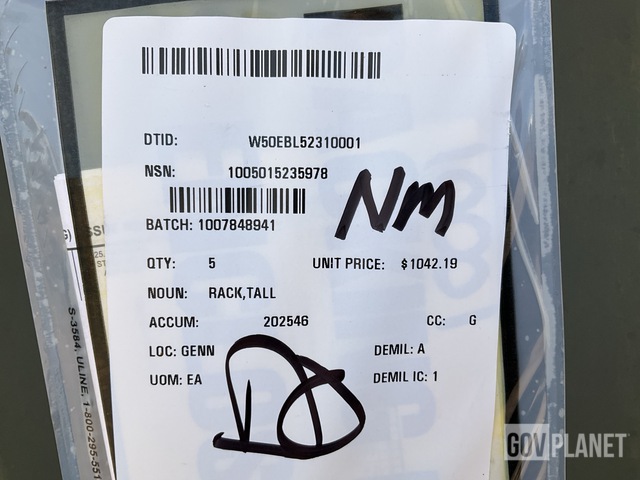 DTID: W50EBL52310001
NSN: 1005015235978
NM
BATCH: 1007848941
QTY: 5 UNIT PRICE: $1042.19
NOUN: RACK,TALL
ACCUM: 202546 CC: G
LOC: GENN DEMIL: A
UOM: EA DEMIL IC: 1
S-3584, ULINE, 1-800-295-551
GOVPLANET